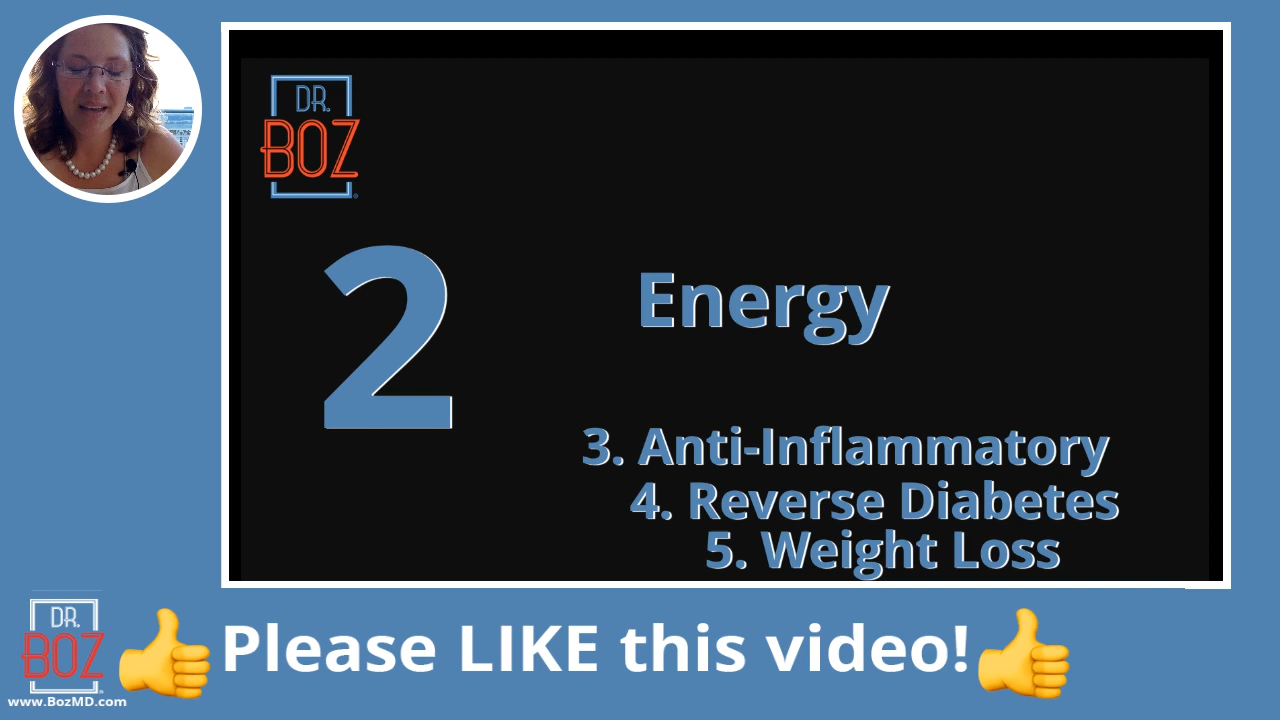 DR.
BOZ
2
Energy
3. Anti-Inflammatory
4. Reverse Diabetes
5. Weight Loss
DR.
BOZ
Please LIKE this video!
www.BozMD.com